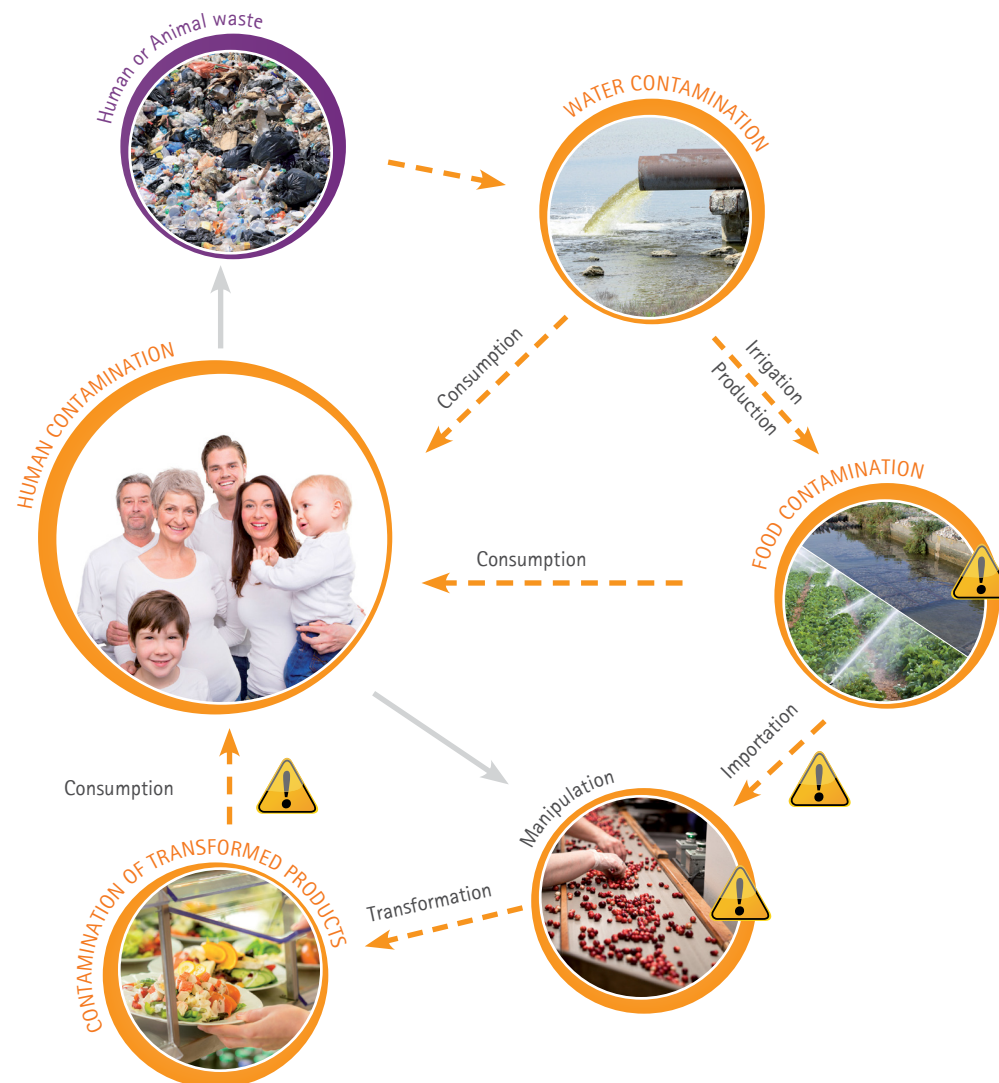 Human or Animal waste
WATER CONTAMINATION
Consumption
Irrigation
Production
HUMAN CONTAMINATION
FOOD CONTAMINATION
Consumption
Importation
Consumption
Manipulation
Transformation
CONTAMINATION OF TRANSFORMED PRODUCTS